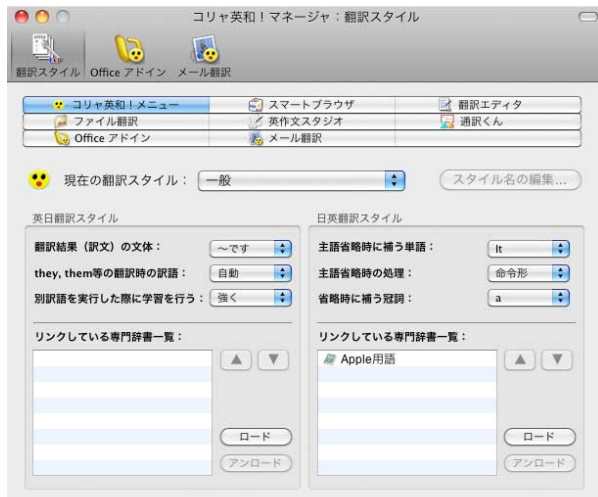 コリャ英和！マネージャ：翻訳スタイル
翻訳スタイル Office アドイン メール翻訳
コリャ英和！メニュー スマートブラウザ 翻訳エディタ
ファイル翻訳 英作文スタジオ 通訳くん
Office アドイン メール翻訳
現在の翻訳スタイル： 一般 スタイル名の編集...
英日翻訳スタイル 日英翻訳スタイル
翻訳結果（訳文）の文体： 〜です 主語省略時に補う単語： It
they, them等の翻訳時の訳語： 自動 主語省略時の処理： 命令形
別訳語を実行した際に学習を行う： 強く 省略時に補う冠詞： a
リンクしている専門辞書一覧： リンクしている専門辞書一覧：
Apple用語
ロード ロード
アンロード アンロード